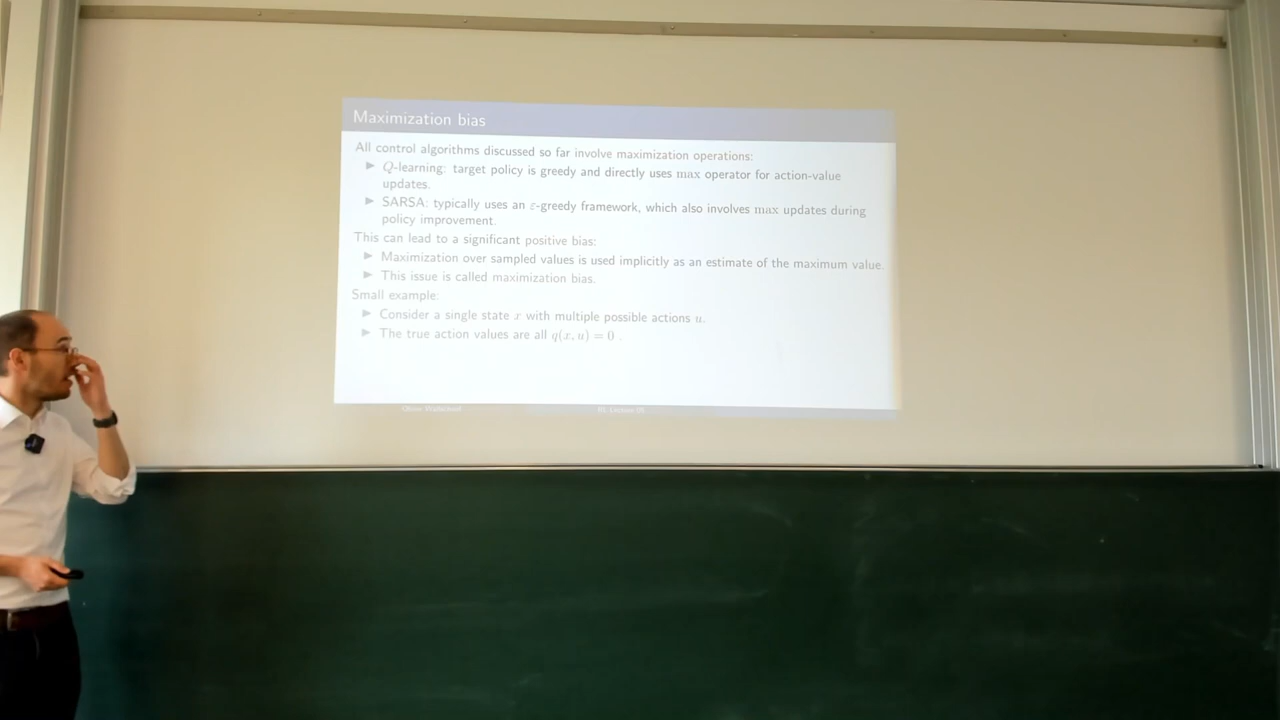 Maximization bias
All control algorithms discussed so far involve maximization operations:
▶ Q-learning: target policy is greedy and directly uses max operator for action-value
updates.
▶ SARSA: typically uses an ε-greedy framework, which also involves max updates during
policy improvement.
This can lead to a significant positive bias:
▶ Maximization over sampled values is used implicitly as an estimate of the maximum value.
▶ This issue is called maximization bias.
Small example:
▶ Consider a single state x with multiple possible actions u.
▶ The true action values are all q(x, u) = 0 .
RL Lecture 05